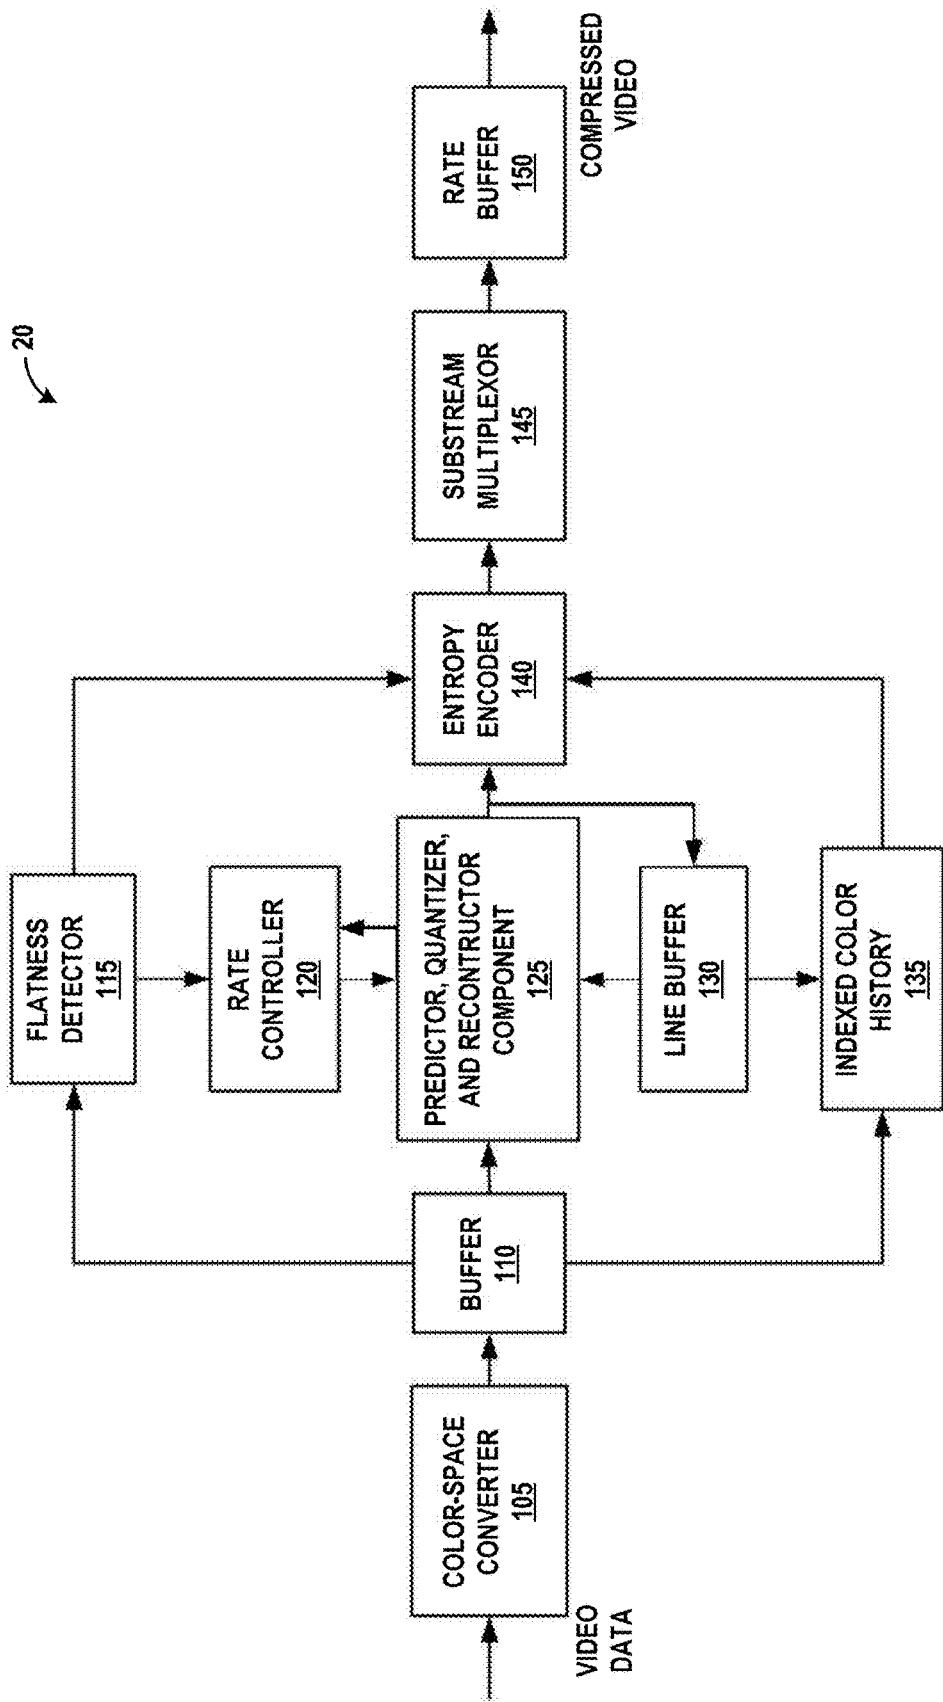 20
VIDEO
DATA
COLOR-SPACE
CONVERTER
105
BUFFER
110
FLATNESS
DETECTOR
115
RATE
CONTROLLER
120
PREDICTOR, QUANTIZER,
AND RECONTRUCTOR
COMPONENT
125
LINE BUFFER
130
INDEXED COLOR
HISTORY
135
ENTROPY
ENCODER
140
SUBSTREAM
MULTIPLEXOR
145
RATE
BUFFER
150
COMPRESSED
VIDEO